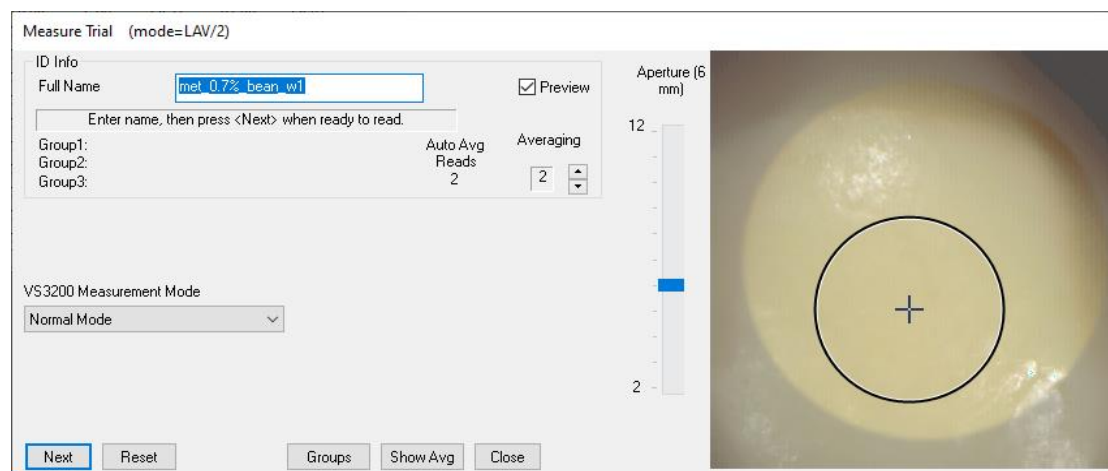 Measure Trial (mode=LAV/2)
ID Info
Full Name
met_0.7%_bean_w1
Preview
Enter name, then press <Next> when ready to read.
Group1:
Group2:
Group3:
Auto Avg
Reads
2
Averaging
2
Aperture (6
mm)
12
2
VS3200 Measurement Mode
Normal Mode
Next
Reset
Groups
Show Avg
Close